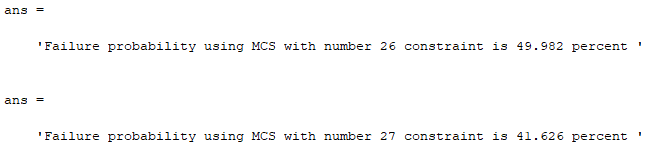 ans =
'Failure probability using MCS with number 26 constraint is 49.982 percent '
ans =
'Failure probability using MCS with number 27 constraint is 41.626 percent '